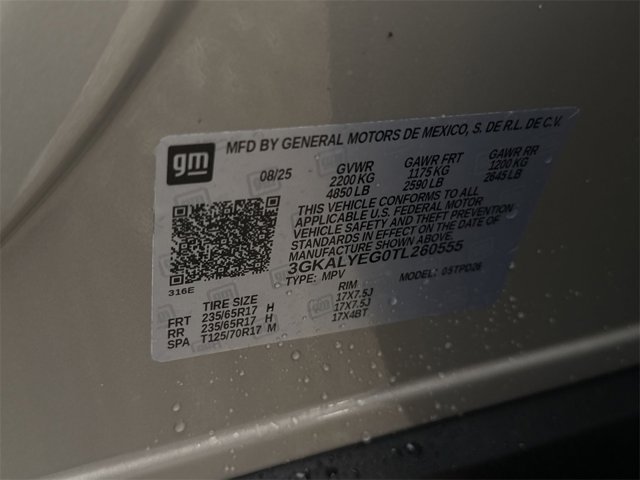 gm
MFD BY GENERAL MOTORS DE MEXICO, S. DE R.L. DE C.V.
08/25 GVWR GAWR FRT GAWR RR
2200 KG 1175 KG 1200 KG
4850 LB 2590 LB 2645 LB
THIS VEHICLE CONFORMS TO ALL
APPLICABLE U.S. FEDERAL MOTOR
VEHICLE SAFETY AND THEFT PREVENTION
STANDARDS IN EFFECT ON THE DATE OF
MANUFACTURE SHOWN ABOVE.
3GKALYEG0TL260555
316E TYPE: MPV MODEL: 05TPD26
TIRE SIZE RIM
FRT 235/65R17 H 17X7.5J
RR 235/65R17 H 17X7.5J
SPA T125/70R17 M 17X4BT